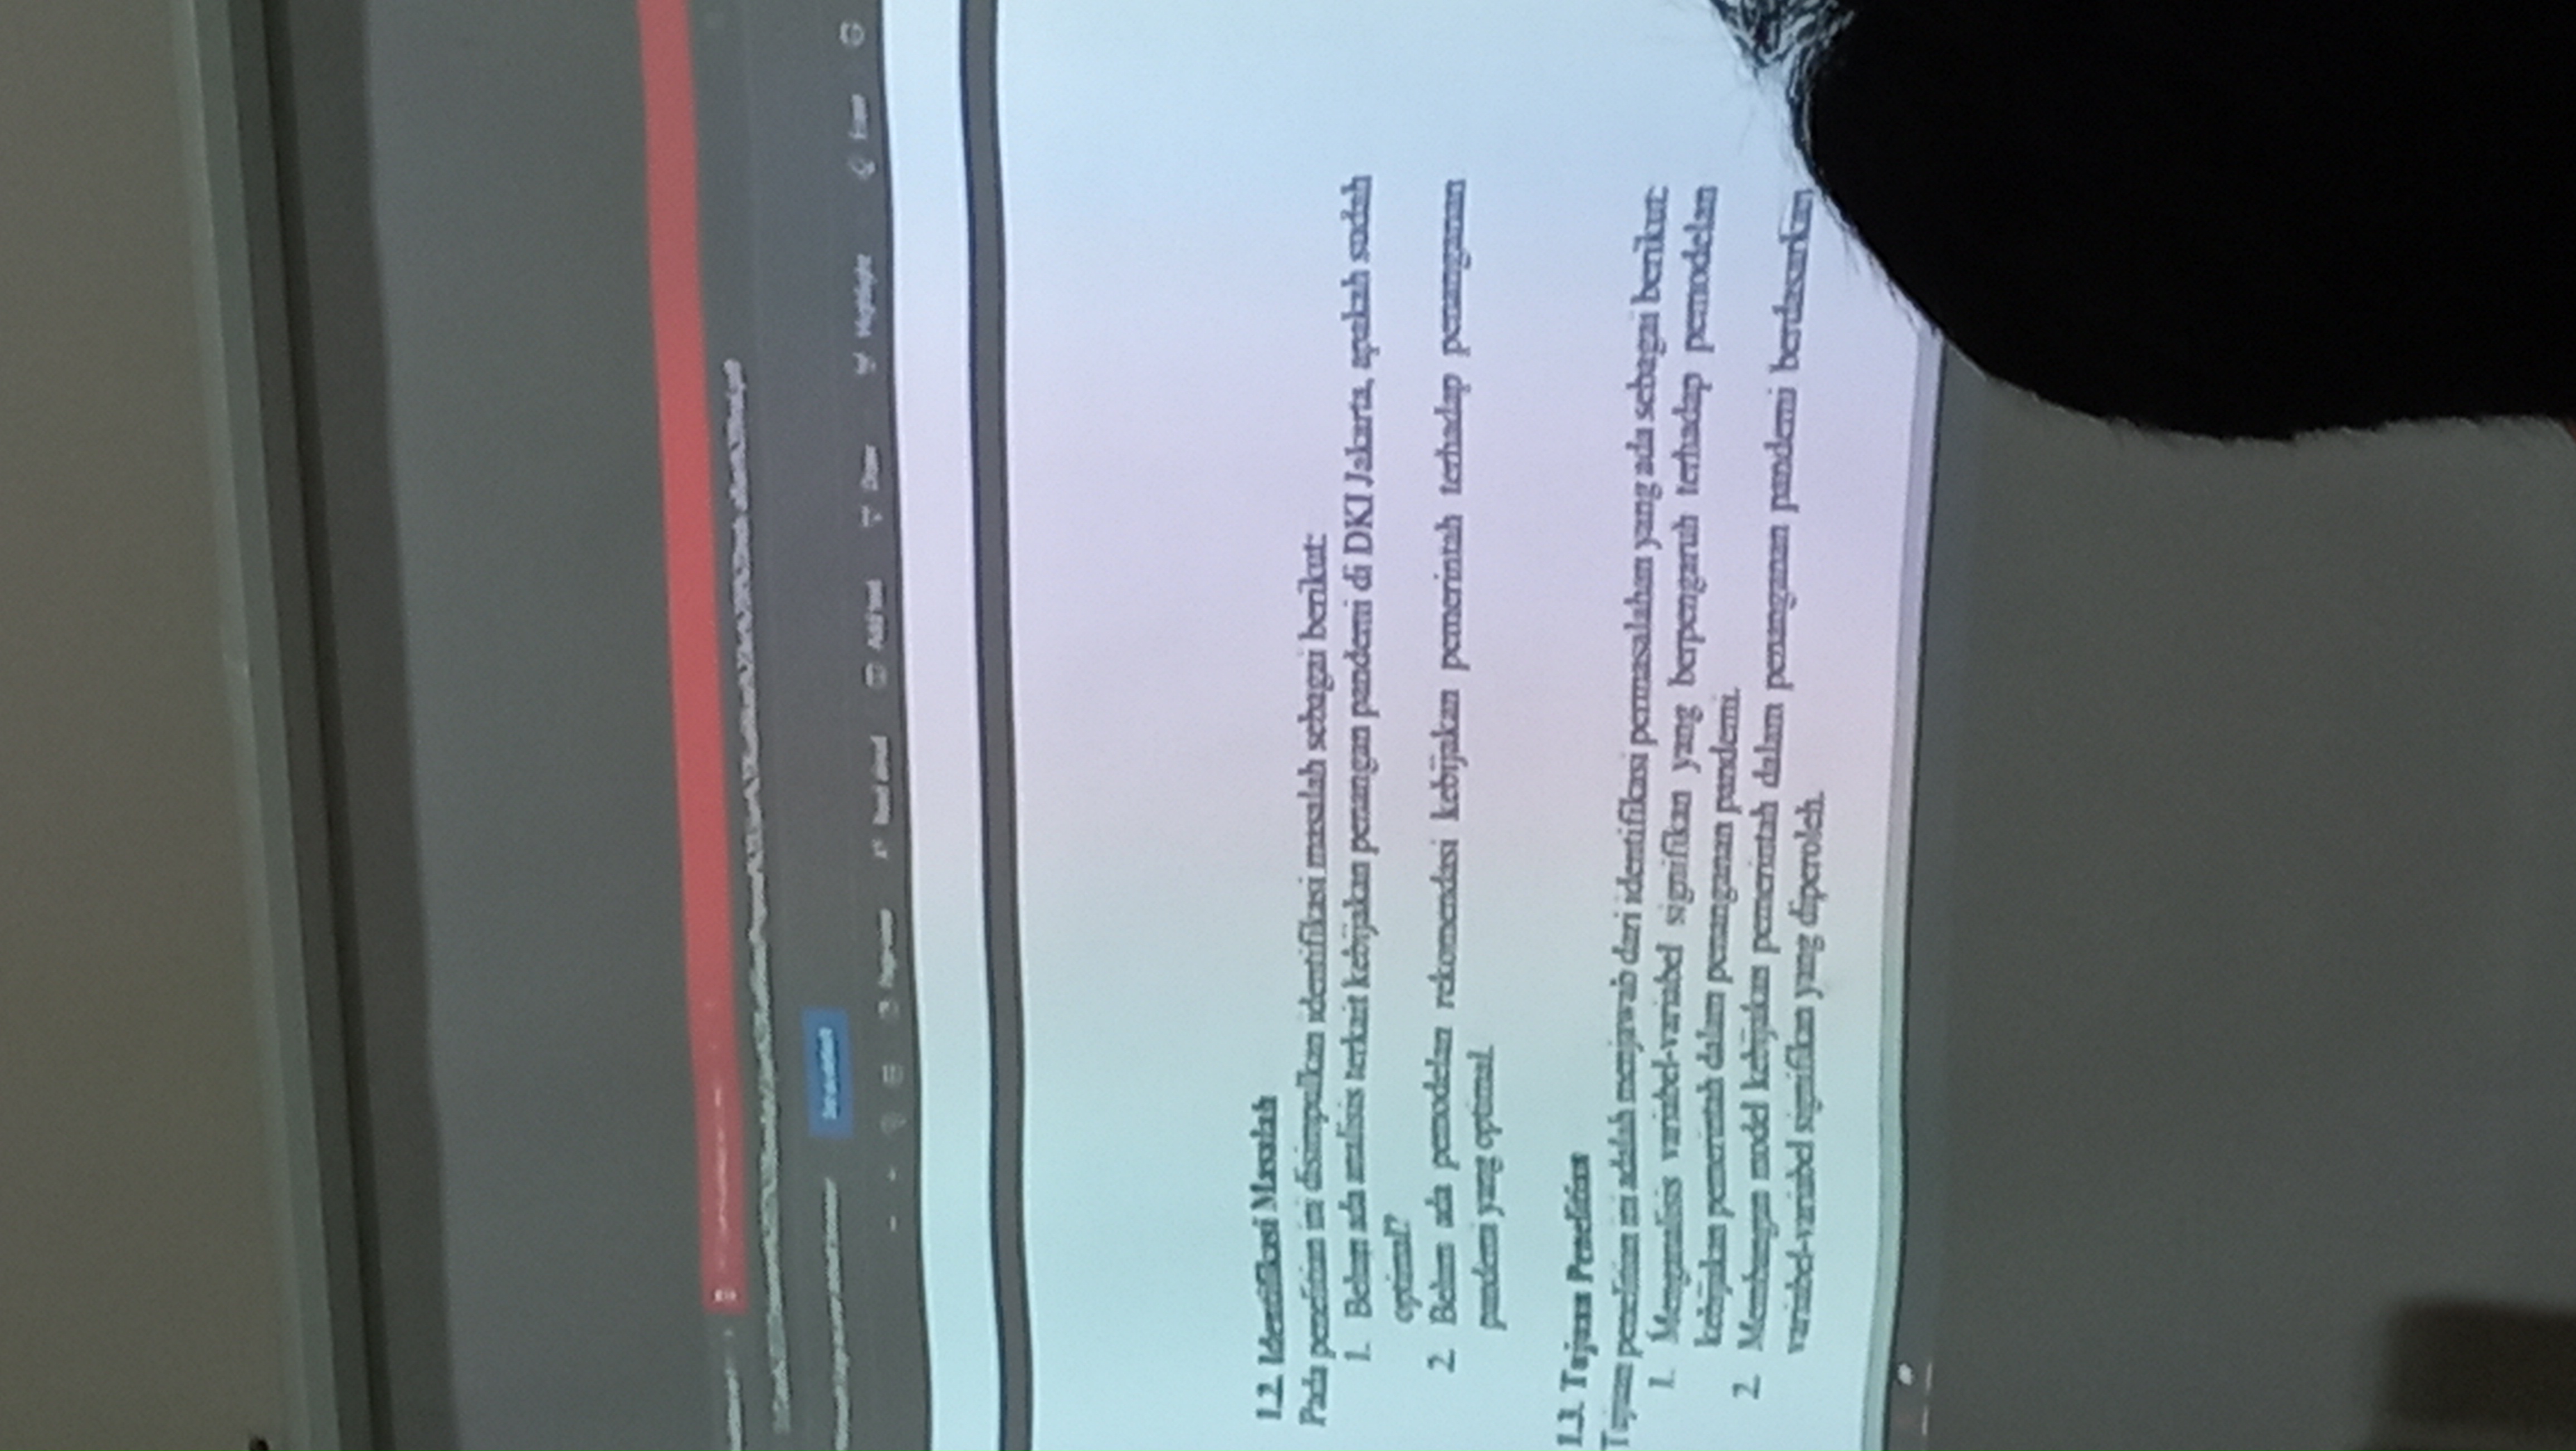 Set as default
Page view
Read aloud
Add text
Draw
Highlight
Erase
1.2. Identifikasi Masalah
Pada penelitian ini disimpulkan identifikasi masalah sebagai berikut:
1. Belum ada analisis terkait kebijakan penangan pandemi di DKI Jakarta, apakah sudah
optimal?
2. Belum ada pemodelan rekomendasi kebijakan pemerintah terhadap penanganan
pandemi yang optimal.
1.3. Tujuan Penelitian
Tujuan penelitian ini adalah menjawab dari identifikasi permasalahan yang ada sebagai berikut:
1. Menganalisis variabel-variabel signifikan yang berpengaruh terhadap pemodelan
kebijakan pemerintah dalam penanganan pandemi.
2. Membangun model kebijakan pemerintah dalam penanganan pandemi berdasarkan
variabel-variabel signifikan yang diperoleh.